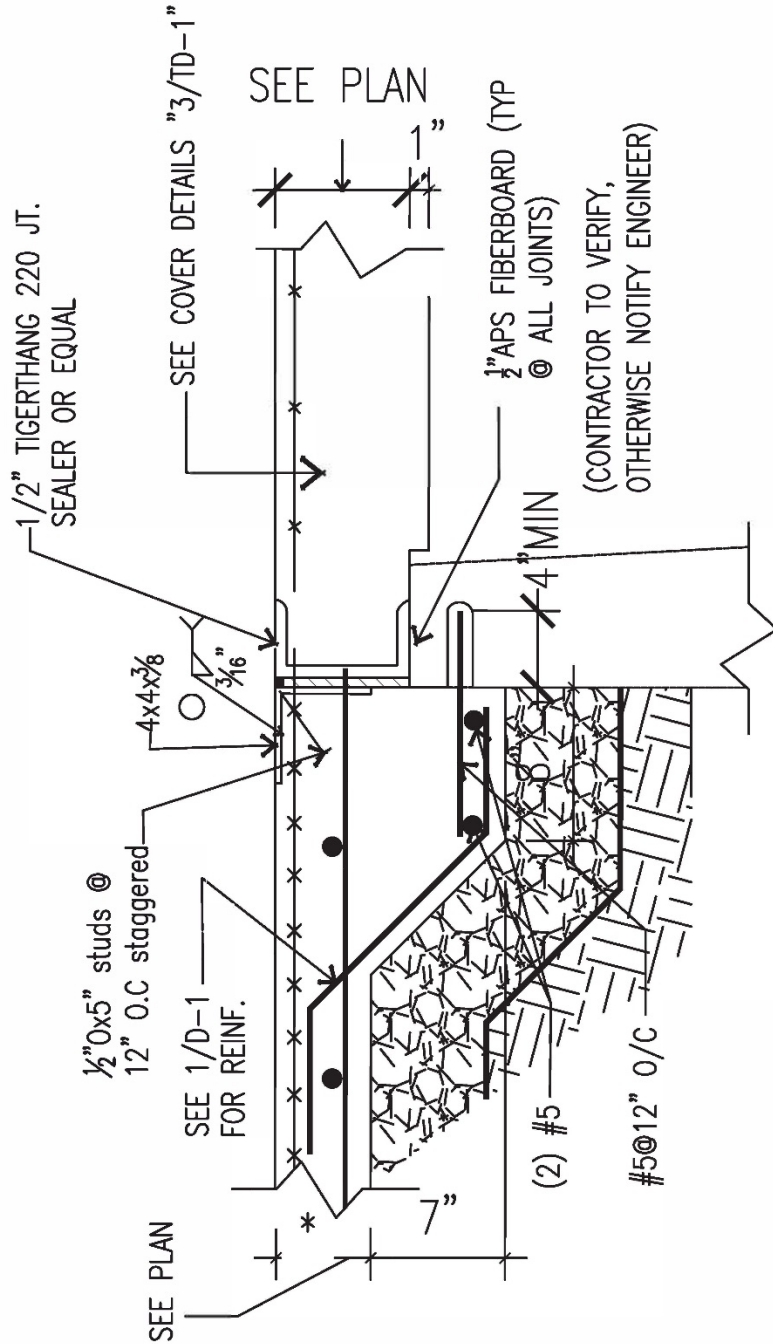 1/2" TIGERTHANG 220 JT.
SEALER OR EQUAL
SEE COVER DETAILS "3/TD-1"
SEE PLAN
1"
4x4x3/8
3/16"
½"Ox5" studs @
12" O.C staggered
SEE 1/D-1
FOR REINF.
SEE PLAN
*
7"
8"
4"MIN
½"APS FIBERBOARD (TYP
@ ALL JOINTS)
(CONTRACTOR TO VERIFY,
OTHERWISE NOTIFY ENGINEER)
(2) #5
#5@12" O/C